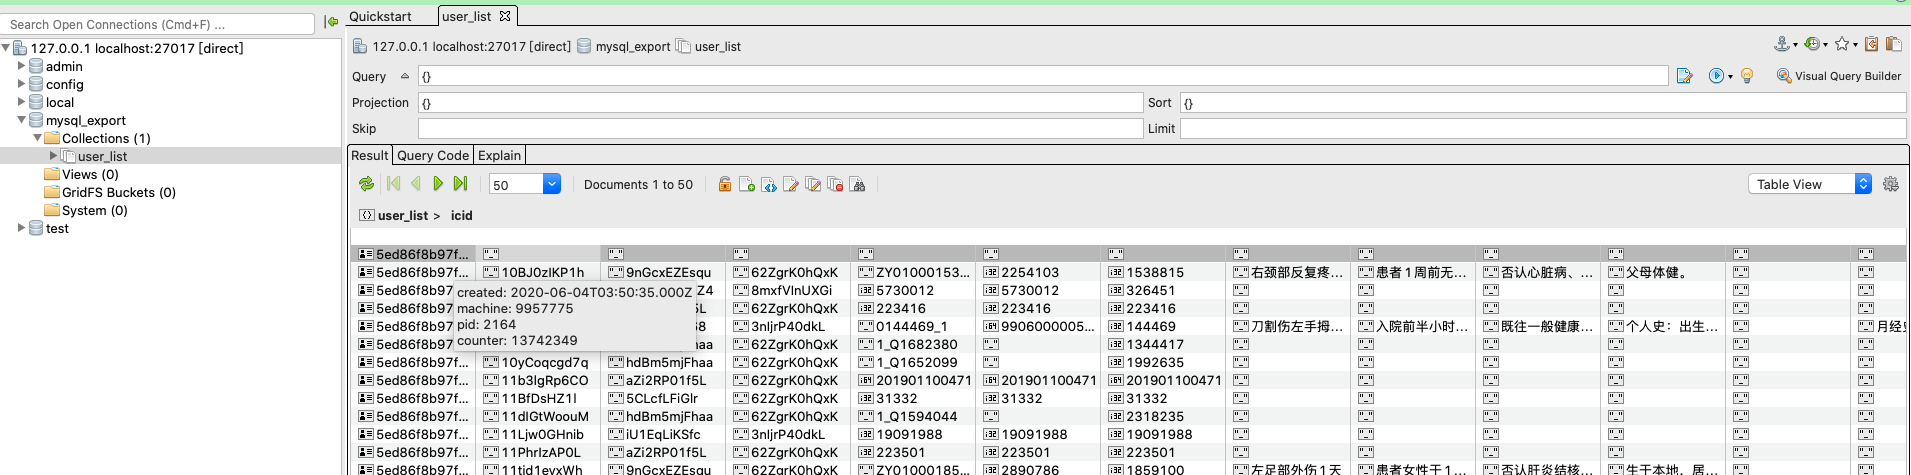 Search Open Connections (Cmd+F) ...
127.0.0.1 localhost:27017 [direct]
admin
config
local
mysql_export
Collections (1)
user_list
Views (0)
GridFS Buckets (0)
System (0)
test
Quickstart user_list
127.0.0.1 localhost:27017 [direct] mysql_export user_list
Query {} Visual Query Builder
Projection {} Sort {}
Skip Limit
Result Query Code Explain
50 Documents 1 to 50 Table View
user_list > icid
5ed86f8b97f...
10BJ0zlKP1h 9nGcxEZEsqu 62ZgrK0hQxK ZY01000153... 2254103 1538815 右颈部反复疼... 患者1周前无... 否认心脏病、... 父母体健。
5ed86f8b97f... Z4 8mxfVlnUXGi 5730012 5730012 326451
5ed86f8b97f... 5L 62ZgrK0hQxK 223416 223416 223416
5ed86f8b97f... 68 3nljrP40dkL 0144469_1 9906000005... 144469 刀割伤左手拇... 入院前半小时... 既往一般健康... 个人史：出生... 月经
5ed86f8b97f... haa 62ZgrK0hQxK 1_Q1682380 1344417
created: 2020-06-04T03:50:35.000Z
machine: 9957775
pid: 2164
counter: 13742349
5ed86f8b97f... 10yCoqcgd7q hdBm5mjFhaa 62ZgrK0hQxK 1_Q1652099 1992635
5ed86f8b97f... 11b3lgRp6CO aZi2RP01f5L 62ZgrK0hQxK 201901100471 201901100471 201901100471
5ed86f8b97f... 11BfDsHZ1l 5CLcfLFiGlr 62ZgrK0hQxK 31332 31332 31332
5ed86f8b97f... 11dlGtWoouM hdBm5mjFhaa 62ZgrK0hQxK 1_Q1594044 2318235
5ed86f8b97f... 11Ljw0GHnib iU1EqLiKSfc 3nljrP40dkL 19091988 19091988 19091988
5ed86f8b97f... 11PhrlzAP0L aZi2RP01f5L 62ZgrK0hQxK 223501 223501 223501
5ed86f8b97f... 11tjd1evxWh 9nGcxEZEsqu 62ZgrK0hQxK ZY01000185... 2890786 1859100 左足部外伤1天 患者女性于1... 否认肝炎结核... 生于本地，居...